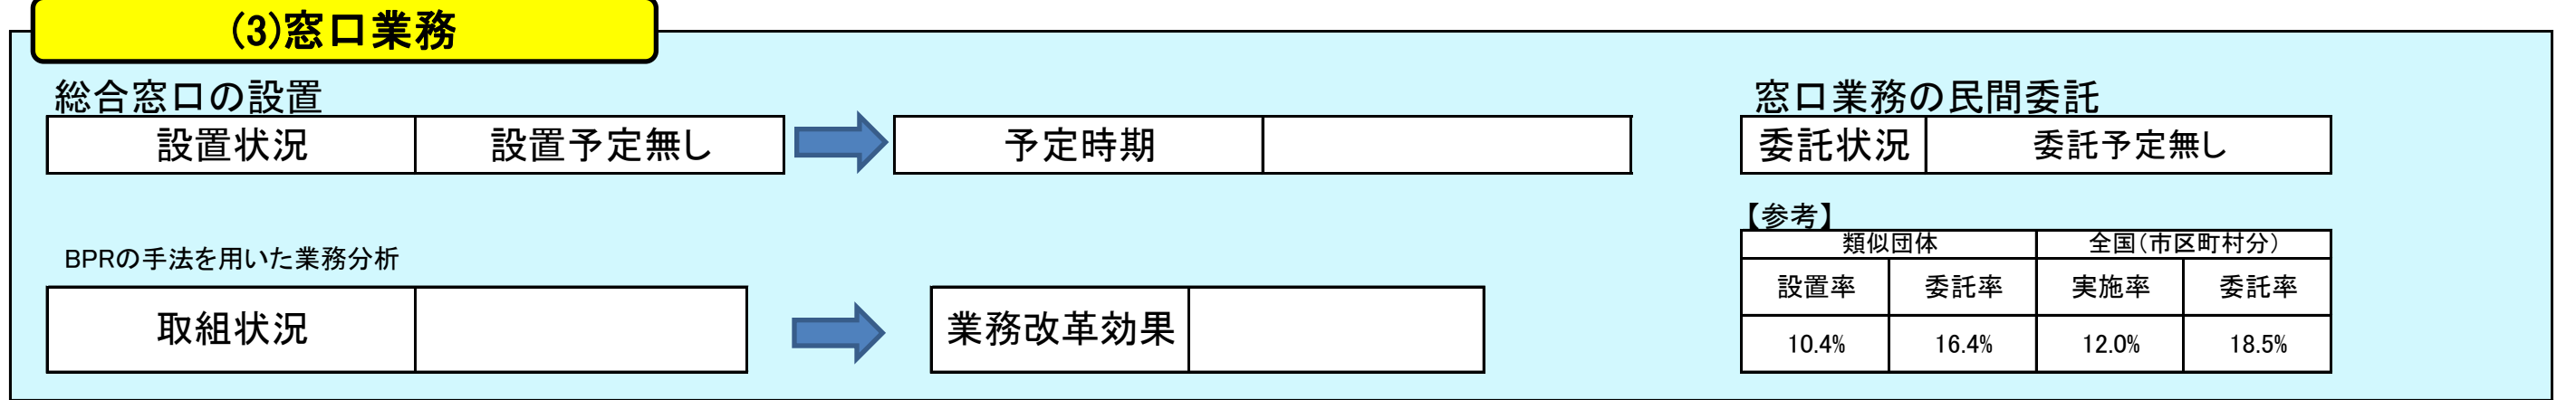 (3)窓口業務
総合窓口の設置
設置状況 設置予定無し 予定時期
BPRの手法を用いた業務分析
取組状況 業務改革効果
窓口業務の民間委託
委託状況 委託予定無し
【参考】
類似団体 全国(市区町村分)
設置率 委託率 実施率 委託率
10.4% 16.4% 12.0% 18.5%